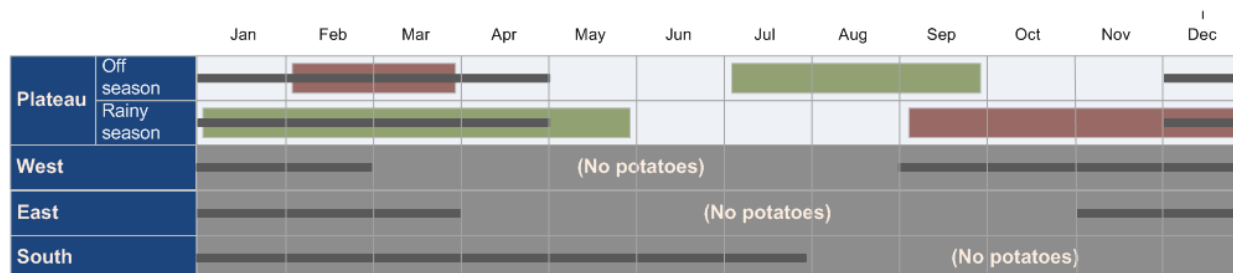 Jan Feb Mar Apr May Jun Jul Aug Sep Oct Nov Dec
Plateau
Off
season
Rainy
season
West (No potatoes)
East (No potatoes)
South (No potatoes)